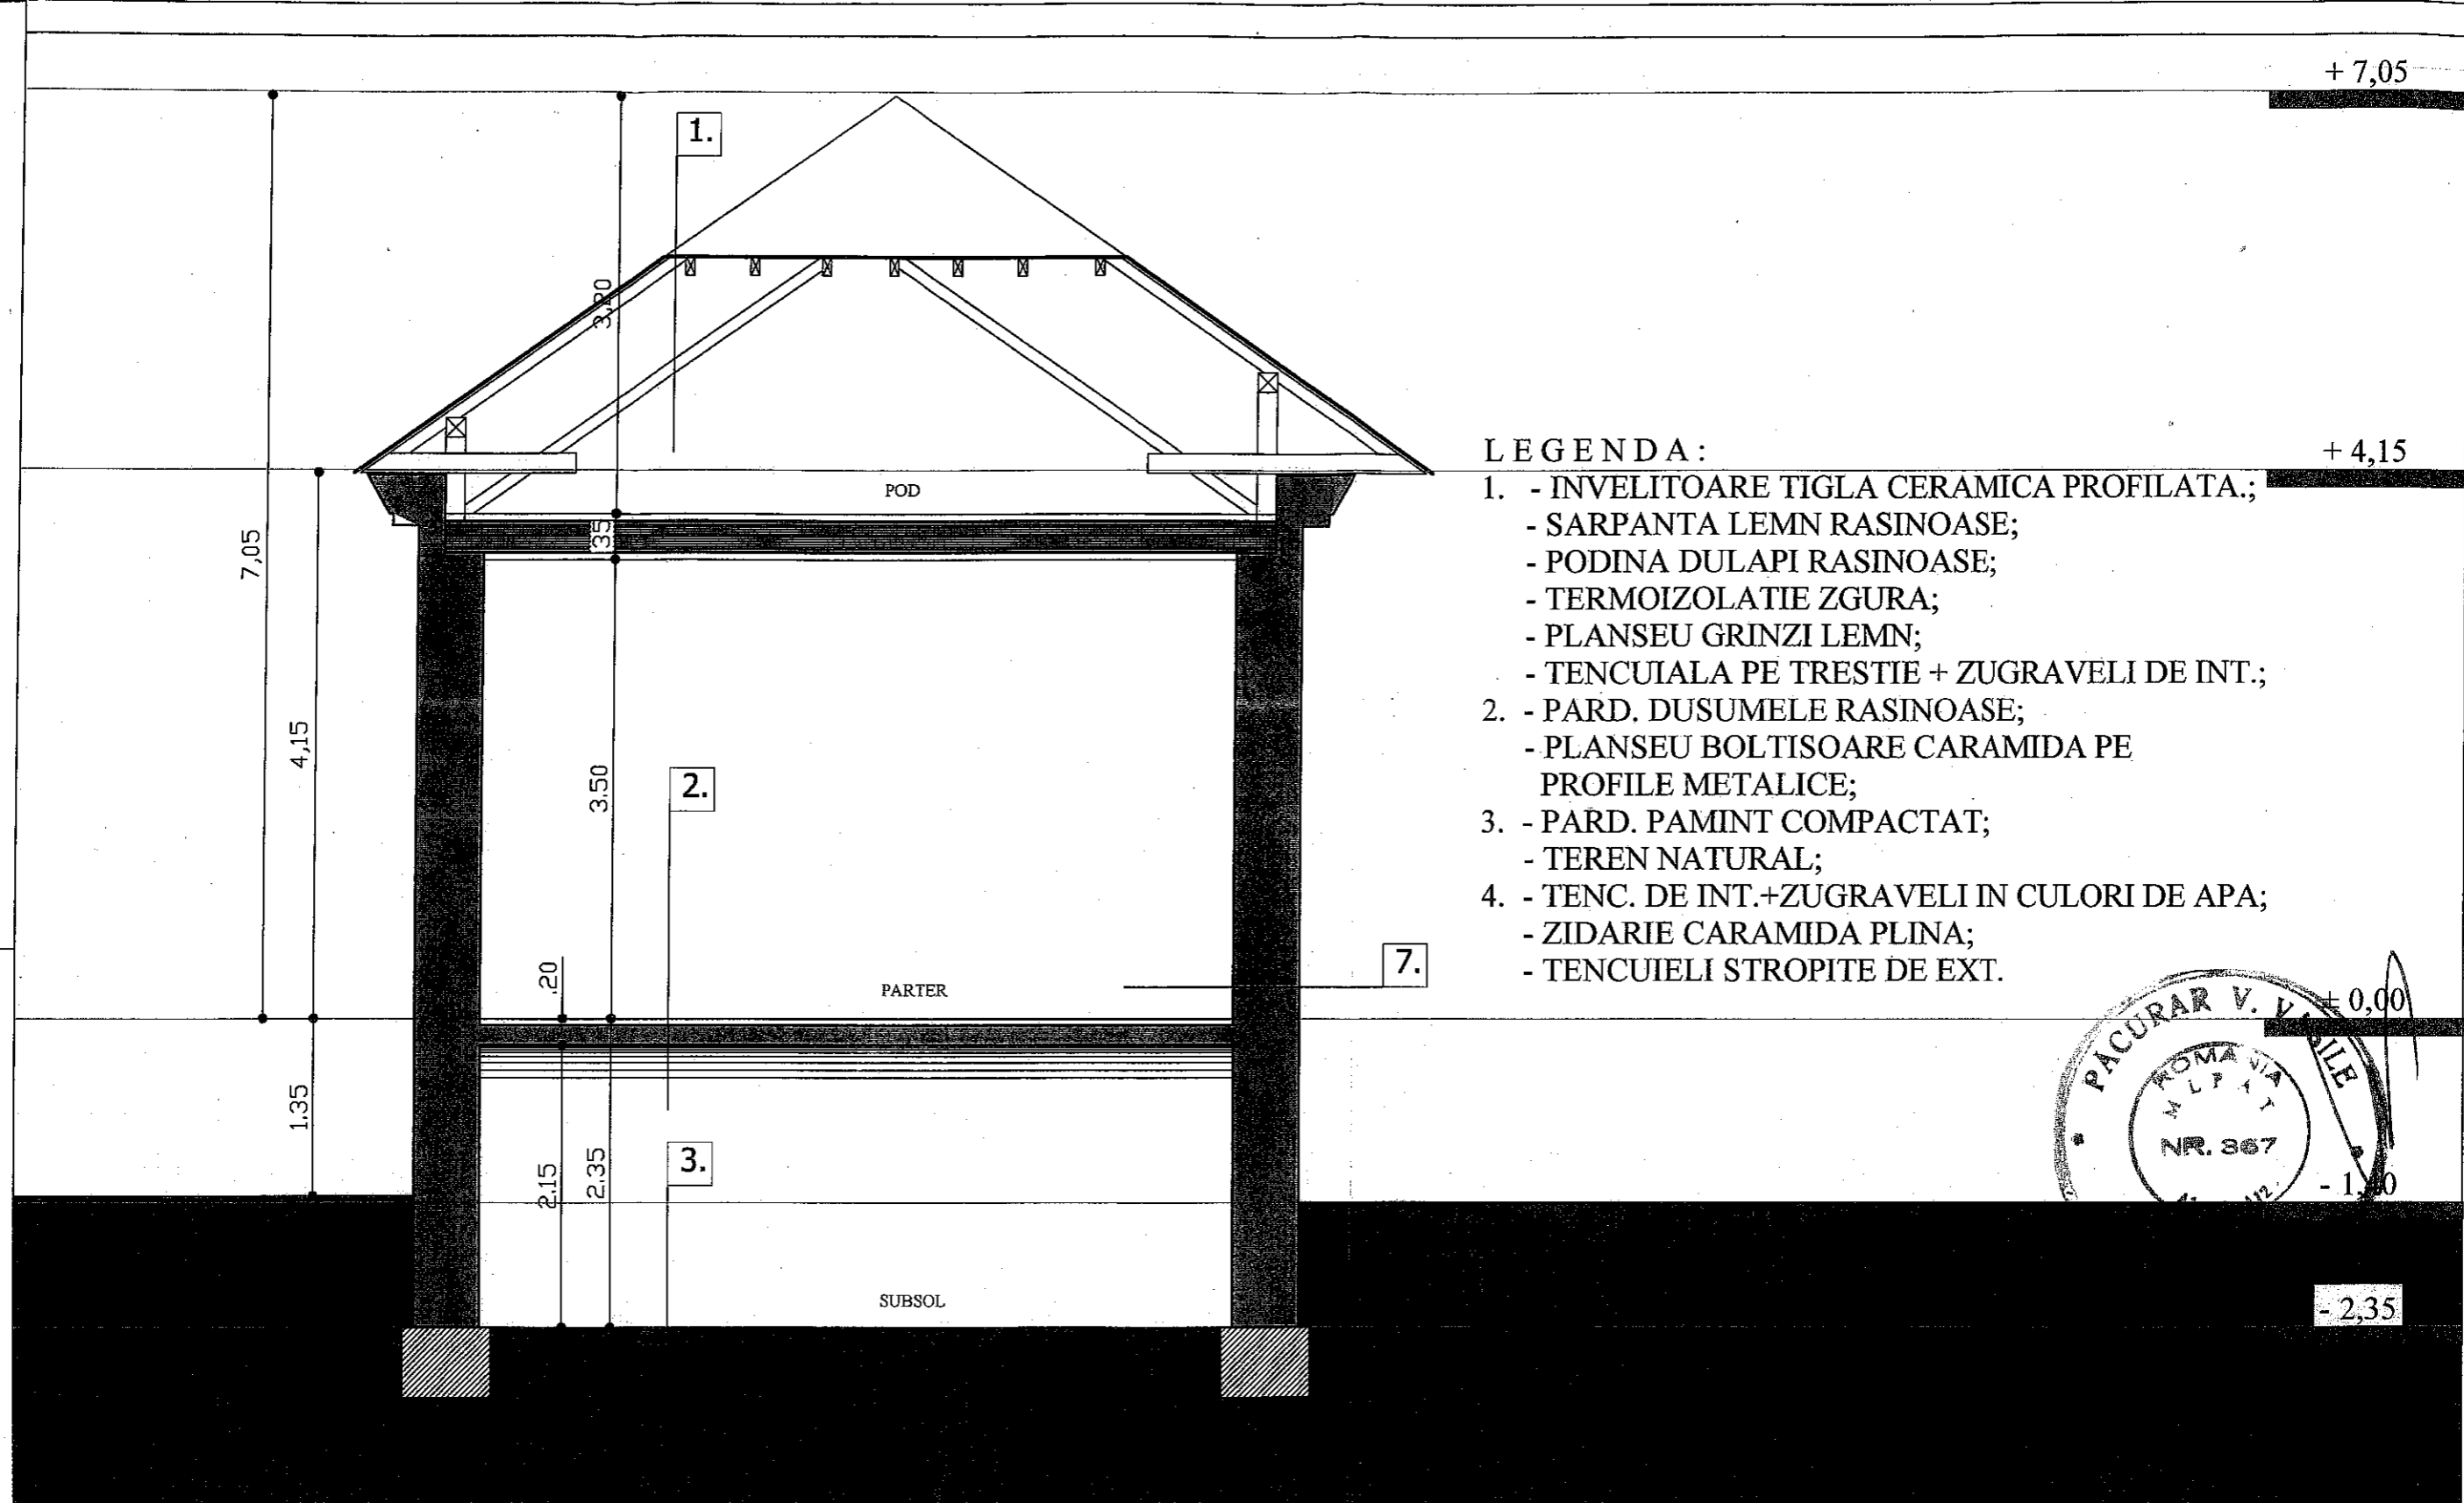 + 7,05
1.
3,20
LEGENDA:
+ 4,15
1. - INVELITOARE TIGLA CERAMICA PROFILATA.;
- SARPANTA LEMN RASINOASE;
- PODINA DULAPI RASINOASE;
- TERMOIZOLATIE ZGURA;
- PLANSEU GRINZI LEMN;
- TENCUIALA PE TRESTIE + ZUGRAVELI DE INT.;
2. - PARD. DUSUMELE RASINOASE;
- PLANSEU BOLTISOARE CARAMIDA PE
PROFILE METALICE;
3. - PARD. PAMINT COMPACTAT;
- TEREN NATURAL;
4. - TENC. DE INT.+ZUGRAVELI IN CULORI DE APA;
- ZIDARIE CARAMIDA PLINA;
- TENCUIELI STROPITE DE EXT.
POD
.35
7,05
4,15
3.50
2.
7.
.20
PARTER
± 0,00
PACURAR V.
ROMANIA
NR. 367
1.35
2.15
2.35
3.
SUBSOL
- 2,35